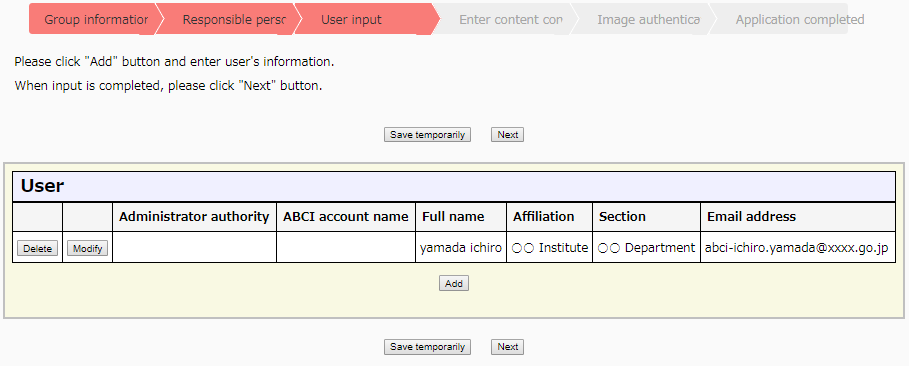 Group information Responsible perso User input Enter content con Image authentica Application completed
Please click "Add" button and enter user's information.
When input is completed, please click "Next" button.
Save temporarily Next
User
Administrator authority ABCI account name Full name Affiliation Section Email address
Delete Modify yamada ichiro ○○ Institute ○○ Department abci-ichiro.yamada@xxxx.go.jp
Add
Save temporarily Next